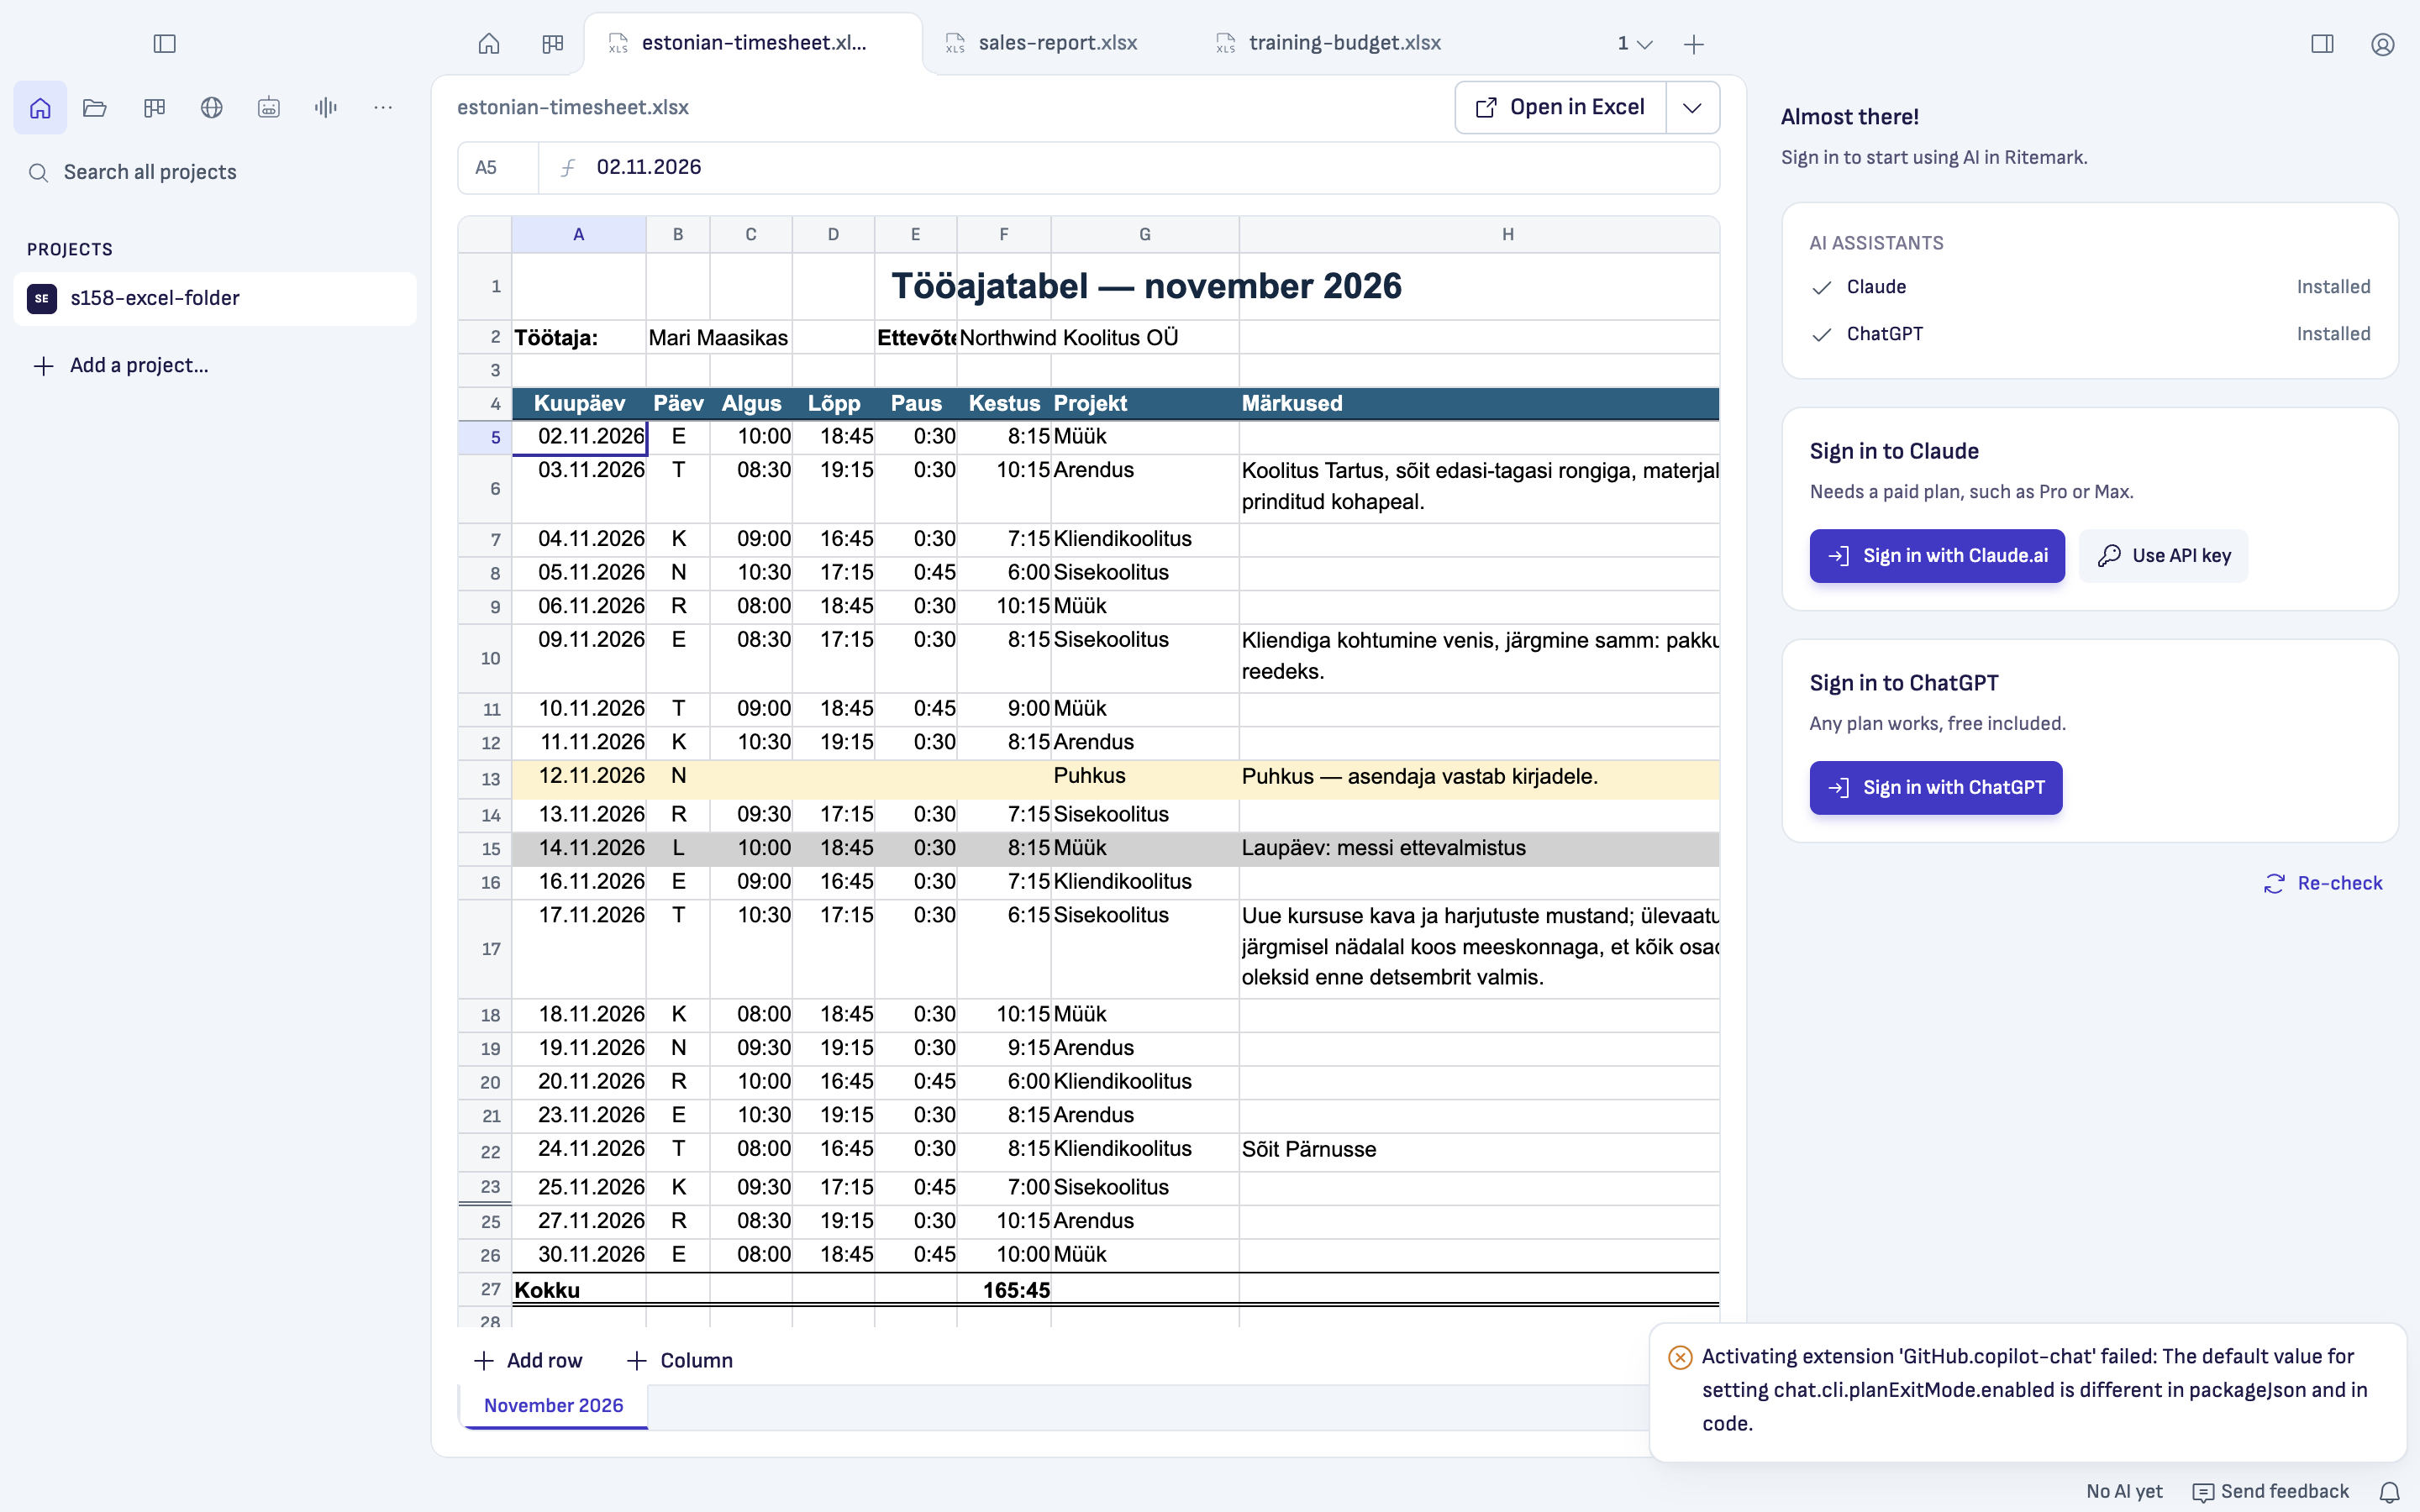 estonian-timesheet.xl...
sales-report.xlsx
training-budget.xlsx
1
Search all projects
PROJECTS
SE s158-excel-folder
Add a project...
estonian-timesheet.xlsx
Open in Excel
A5 f 02.11.2026
A B C D E F G H
1 Tööajatabel — november 2026
2 Töötaja: Mari Maasikas Ettevõte Northwind Koolitus OÜ
3
4 Kuupäev Päev Algus Lõpp Paus Kestus Projekt Märkused
5 02.11.2026 E 10:00 18:45 0:30 8:15 Müük
6 03.11.2026 T 08:30 19:15 0:30 10:15 Arendus Koolitus Tartus, sõit edasi-tagasi rongiga, materjal
prinditud kohapeal.
7 04.11.2026 K 09:00 16:45 0:30 7:15 Kliendikoolitus
8 05.11.2026 N 10:30 17:15 0:45 6:00 Sisekoolitus
9 06.11.2026 R 08:00 18:45 0:30 10:15 Müük
10 09.11.2026 E 08:30 17:15 0:30 8:15 Sisekoolitus Kliendiga kohtumine venis, järgmine samm: pakku
reedeks.
11 10.11.2026 T 09:00 18:45 0:45 9:00 Müük
12 11.11.2026 K 10:30 19:15 0:30 8:15 Arendus
13 12.11.2026 N Puhkus Puhkus — asendaja vastab kirjadele.
14 13.11.2026 R 09:30 17:15 0:30 7:15 Sisekoolitus
15 14.11.2026 L 10:00 18:45 0:30 8:15 Müük Laupäev: messi ettevalmistus
16 16.11.2026 E 09:00 16:45 0:30 7:15 Kliendikoolitus
17 17.11.2026 T 10:30 17:15 0:30 6:15 Sisekoolitus Uue kursuse kava ja harjutuste mustand; ülevaatu
järgmisel nädalal koos meeskonnaga, et kõik osad
oleksid enne detsembrit valmis.
18 18.11.2026 K 08:00 18:45 0:30 10:15 Müük
19 19.11.2026 N 09:30 19:15 0:30 9:15 Arendus
20 20.11.2026 R 10:00 16:45 0:45 6:00 Kliendikoolitus
21 23.11.2026 E 10:30 19:15 0:30 8:15 Arendus
22 24.11.2026 T 08:00 16:45 0:30 8:15 Kliendikoolitus Sõit Pärnusse
23 25.11.2026 K 09:30 17:15 0:45 7:00 Sisekoolitus
25 27.11.2026 R 08:30 19:15 0:30 10:15 Arendus
26 30.11.2026 E 08:00 18:45 0:45 10:00 Müük
27 Kokku 165:45
28
Add row Column
November 2026
Almost there!
Sign in to start using AI in Ritemark.
AI ASSISTANTS
Claude Installed
ChatGPT Installed
Sign in to Claude
Needs a paid plan, such as Pro or Max.
Sign in with Claude.ai
Use API key
Sign in to ChatGPT
Any plan works, free included.
Sign in with ChatGPT
Re-check
Activating extension 'GitHub.copilot-chat' failed: The default value for
setting chat.cli.planExitMode.enabled is different in packageJson and in
code.
No AI yet
Send feedback